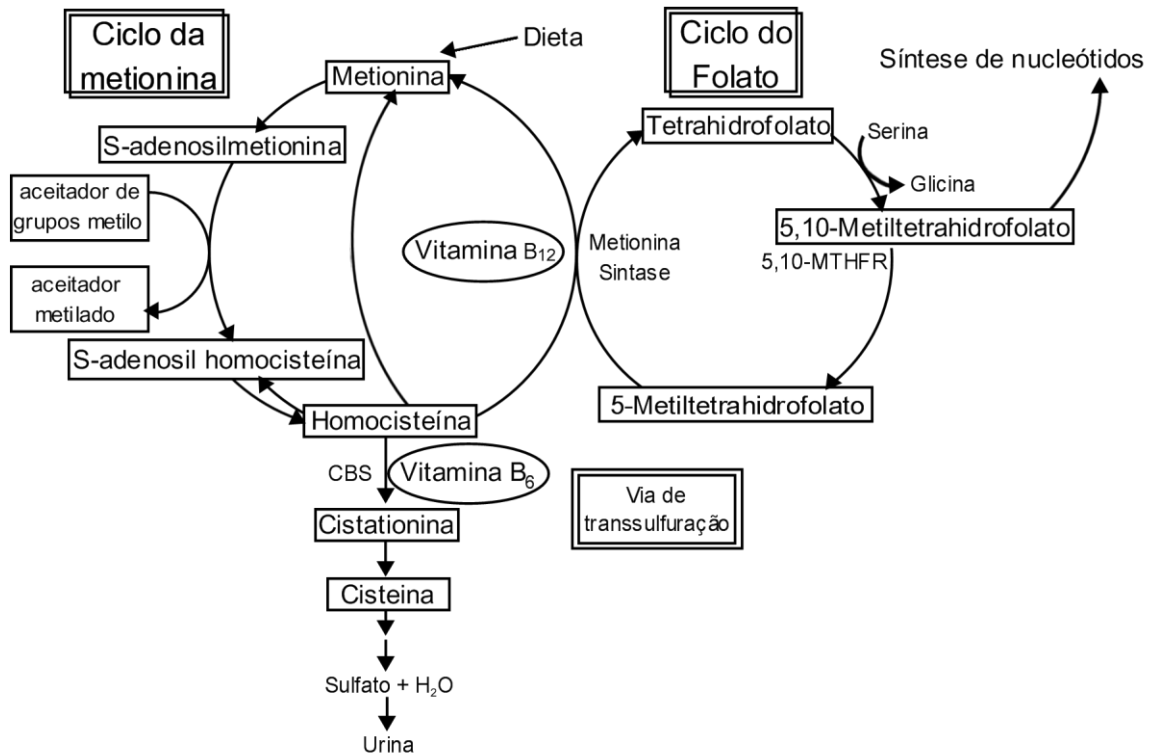 Ciclo da
metionina
Dieta
Metionina
S-adenosilmetionina
aceitador de
grupos metilo
aceitador
metilado
S-adenosil homocisteína
Homocisteína
Vitamina B₁₂
Metionina
Sintase
Ciclo do
Folato
Síntese de nucleótidos
Tetrahidrofolato
Serina
Glicina
5,10-Metiltetrahidrofolato
5,10-MTHFR
5-Metiltetrahidrofolato
CBS
Vitamina B₆
Via de
transsulfuração
Cistationina
Cisteina
Sulfato + H₂O
Urina